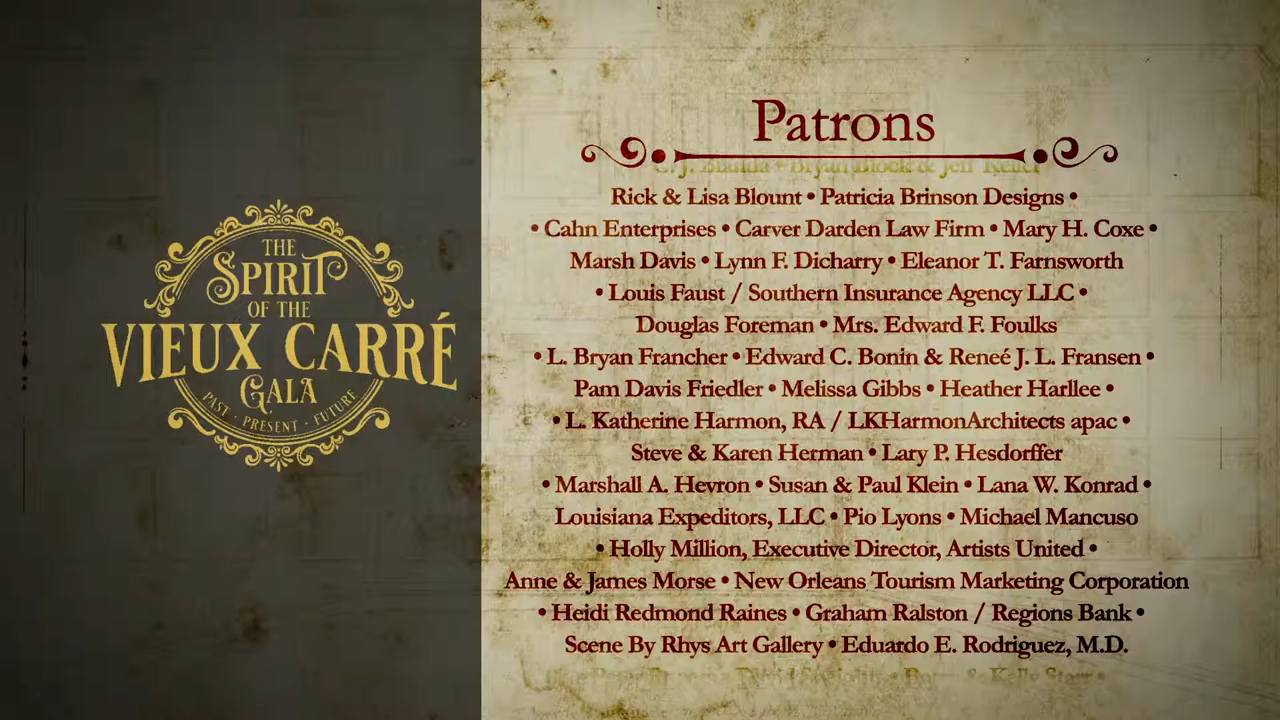 THE
SPIRIT
OF THE
VIEUX CARRÉ
GALA
PAST · PRESENT · FUTURE
Patrons
Rick & Lisa Blount • Patricia Brinson Designs •
• Cahn Enterprises • Carver Darden Law Firm • Mary H. Coxe •
Marsh Davis • Lynn F. Dicharry • Eleanor T. Farnsworth
• Louis Faust / Southern Insurance Agency LLC •
Douglas Foreman • Mrs. Edward F. Foulks
• L. Bryan Francher • Edward C. Bonin & Reneé J. L. Fransen •
Pam Davis Friedler • Melissa Gibbs • Heather Harllee •
• L. Katherine Harmon, RA / LKHarmonArchitects apac •
Steve & Karen Herman • Lary P. Hesdorffer
• Marshall A. Hevron • Susan & Paul Klein • Lana W. Konrad •
Louisiana Expeditors, LLC • Pio Lyons • Michael Mancuso
• Holly Million, Executive Director, Artists United •
Anne & James Morse • New Orleans Tourism Marketing Corporation
• Heidi Redmond Raines • Graham Ralston / Regions Bank •
Scene By Rhys Art Gallery • Eduardo E. Rodriguez, M.D.